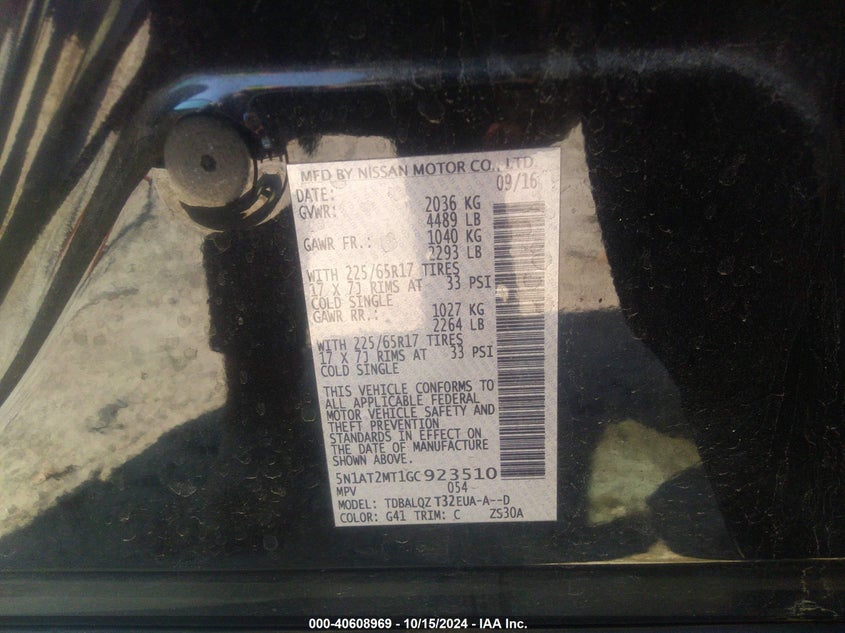 MFD BY NISSAN MOTOR CO., LTD.
DATE: 09/16
GVWR: 2036 KG
4489 LB
GAWR FR.: 1040 KG
2293 LB
WITH 225/65R17 TIRES
17 X 7J RIMS AT 33 PSI
COLD SINGLE
GAWR RR.: 1027 KG
2264 LB
WITH 225/65R17 TIRES
17 X 7J RIMS AT 33 PSI
COLD SINGLE
THIS VEHICLE CONFORMS TO
ALL APPLICABLE FEDERAL
MOTOR VEHICLE SAFETY AND
THEFT PREVENTION
STANDARDS IN EFFECT ON
THE DATE OF MANUFACTURE
SHOWN ABOVE.
5N1AT2MT1GC923510
MPV 054
MODEL: TDBALQZ T32EUA-A--D
COLOR: G41 TRIM: C ZS30A
000-40608969 - 10/15/2024 - IAA Inc.